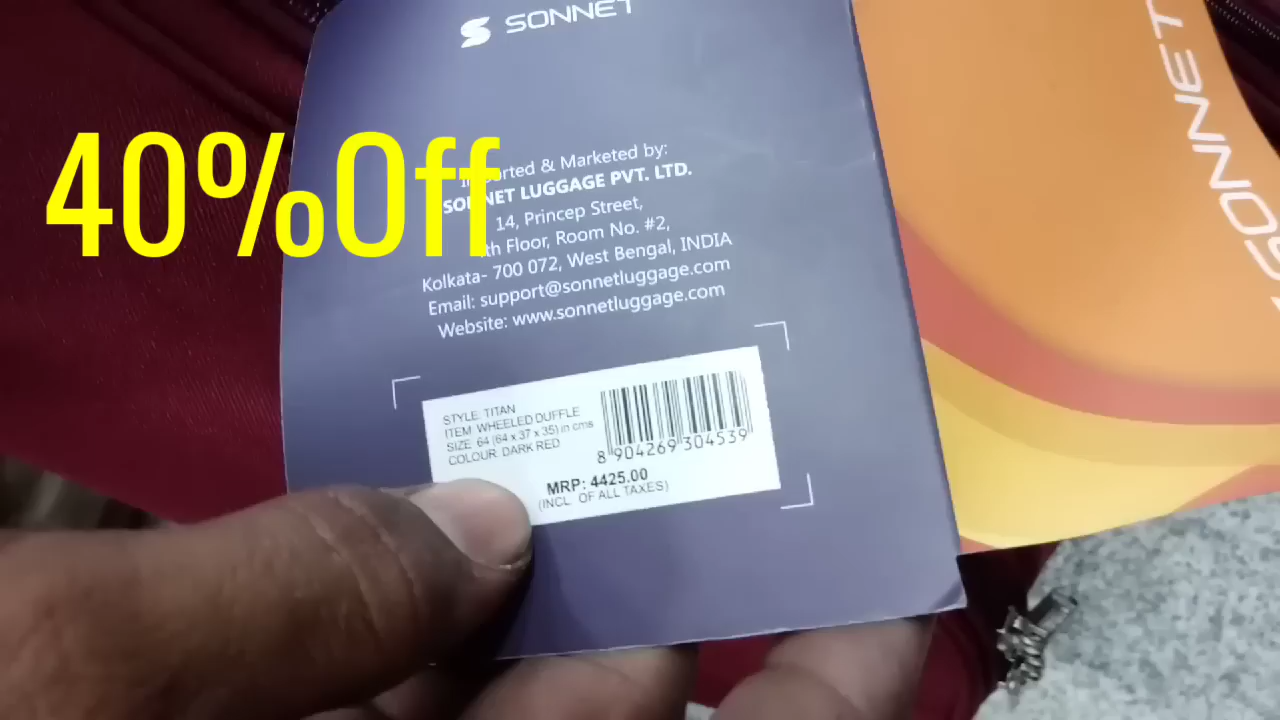 SONNET
SONNET
40%Off
Imported & Marketed by:
SONNET LUGGAGE PVT. LTD.
14, Princep Street,
th Floor, Room No. #2,
Kolkata- 700 072, West Bengal, INDIA
Email: support@sonnetluggage.com
Website: www.sonnetluggage.com
STYLE: TITAN
ITEM: WHEELED DUFFLE
SIZE: 64 (64 x 37 x 35) in cms
COLOUR: DARK RED
8 904269 304539
MRP: 4425.00
(INCL. OF ALL TAXES)